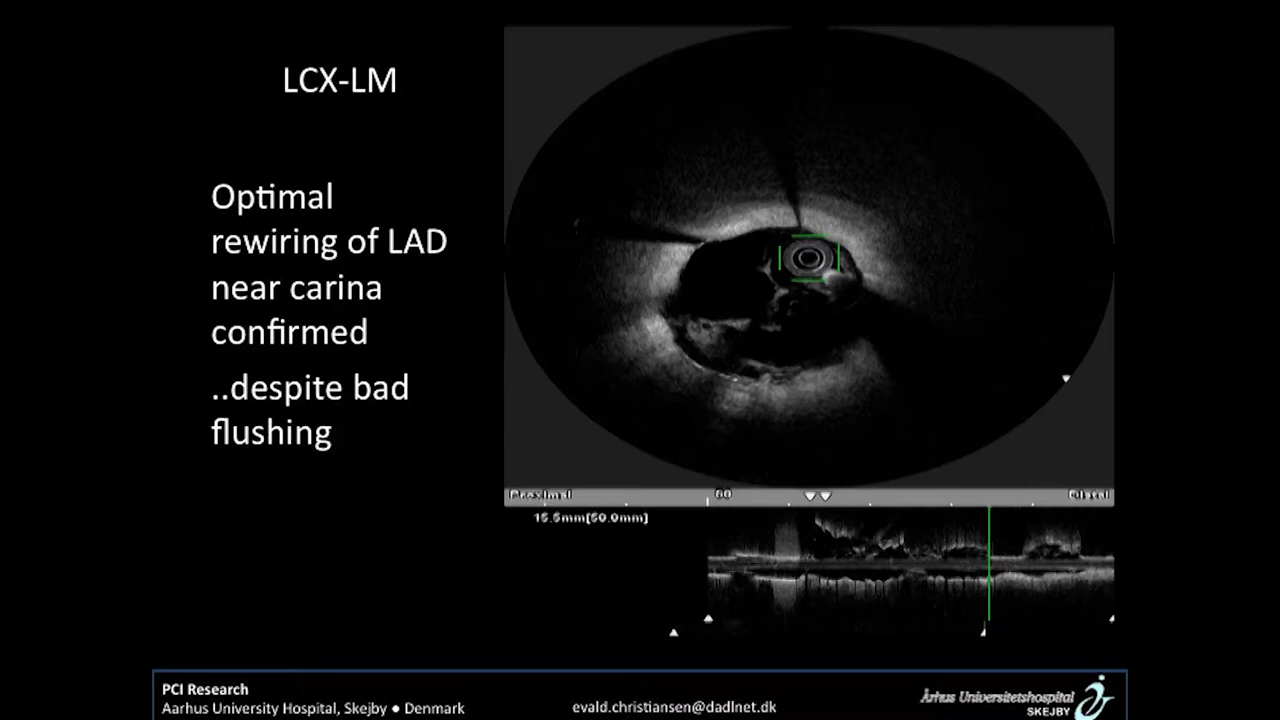 LCX-LM
Optimal
rewiring of LAD
near carina
confirmed
..despite bad
flushing
Proximal
60
Distal
15.5mm[50.0mm]
PCI Research
Aarhus University Hospital, Skejby ● Denmark
evald.christiansen@dadlnet.dk
Århus Universitetshospital
SKEJBY